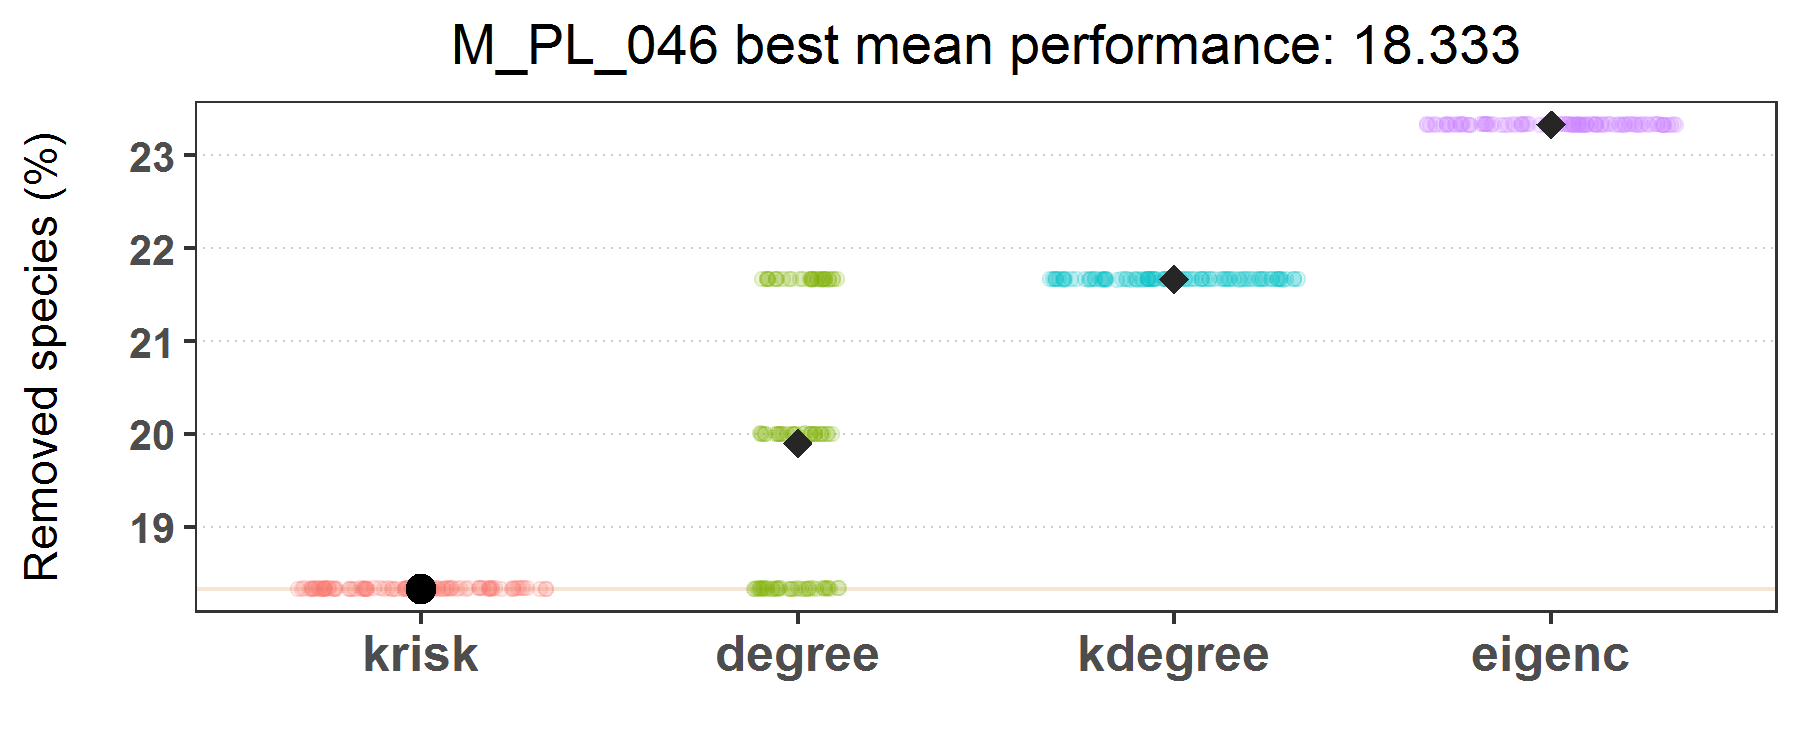 M_PL_046 best mean performance: 18.333
Removed species (%)
23
22
21
20
19
krisk
degree
kdegree
eigenc